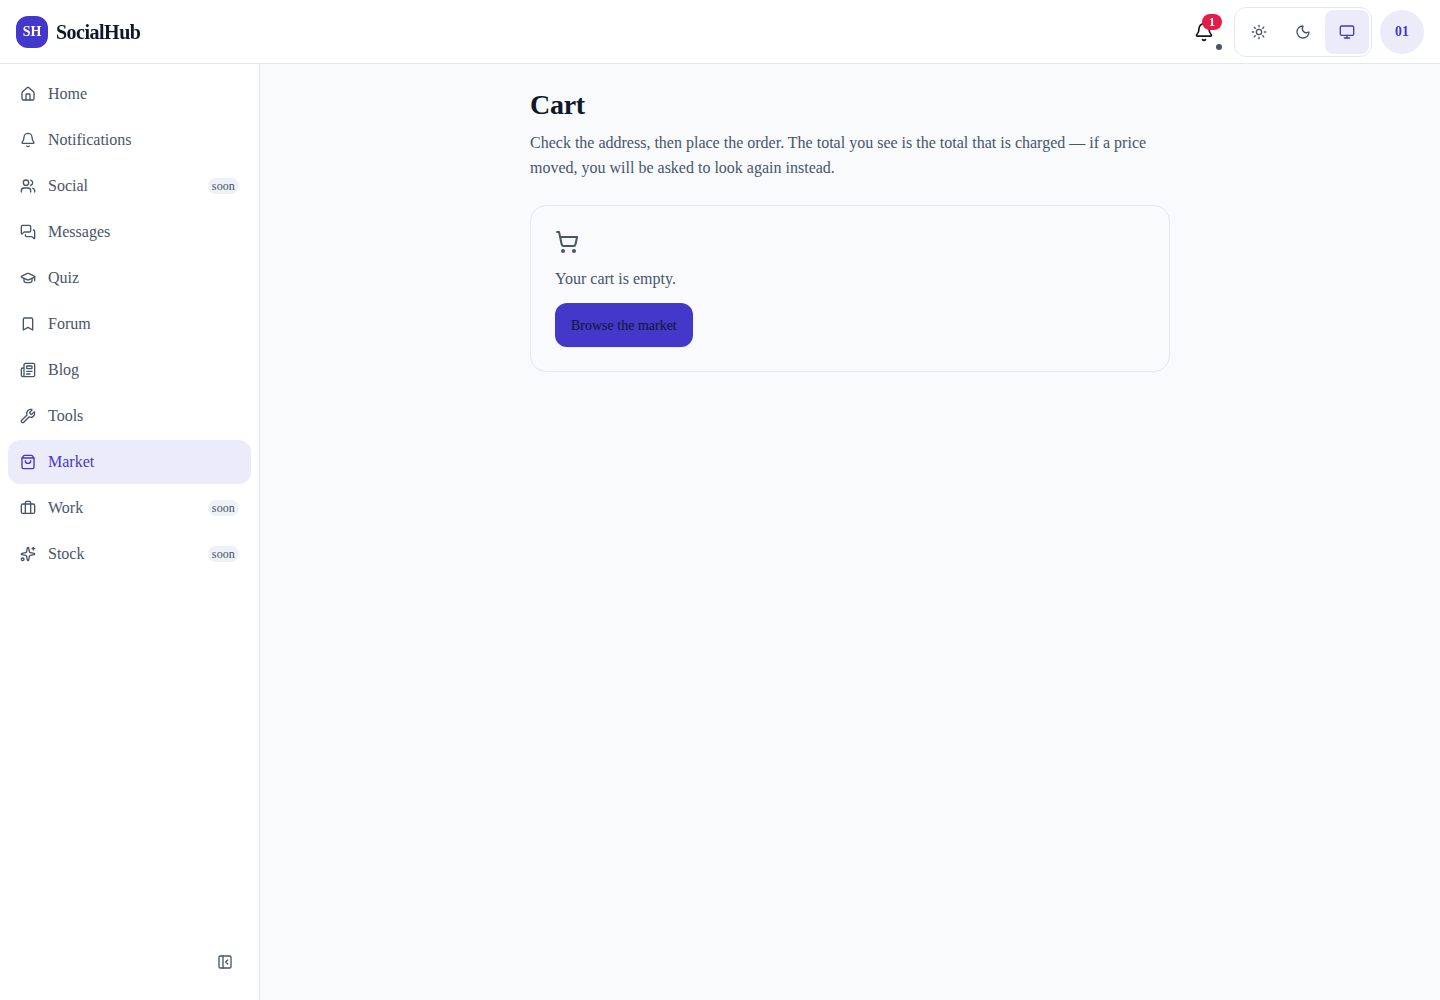 SH SocialHub
1
01
Home
Notifications
Social soon
Messages
Quiz
Forum
Blog
Tools
Market
Work soon
Stock soon
Cart
Check the address, then place the order. The total you see is the total that is charged — if a price
moved, you will be asked to look again instead.
Your cart is empty.
Browse the market